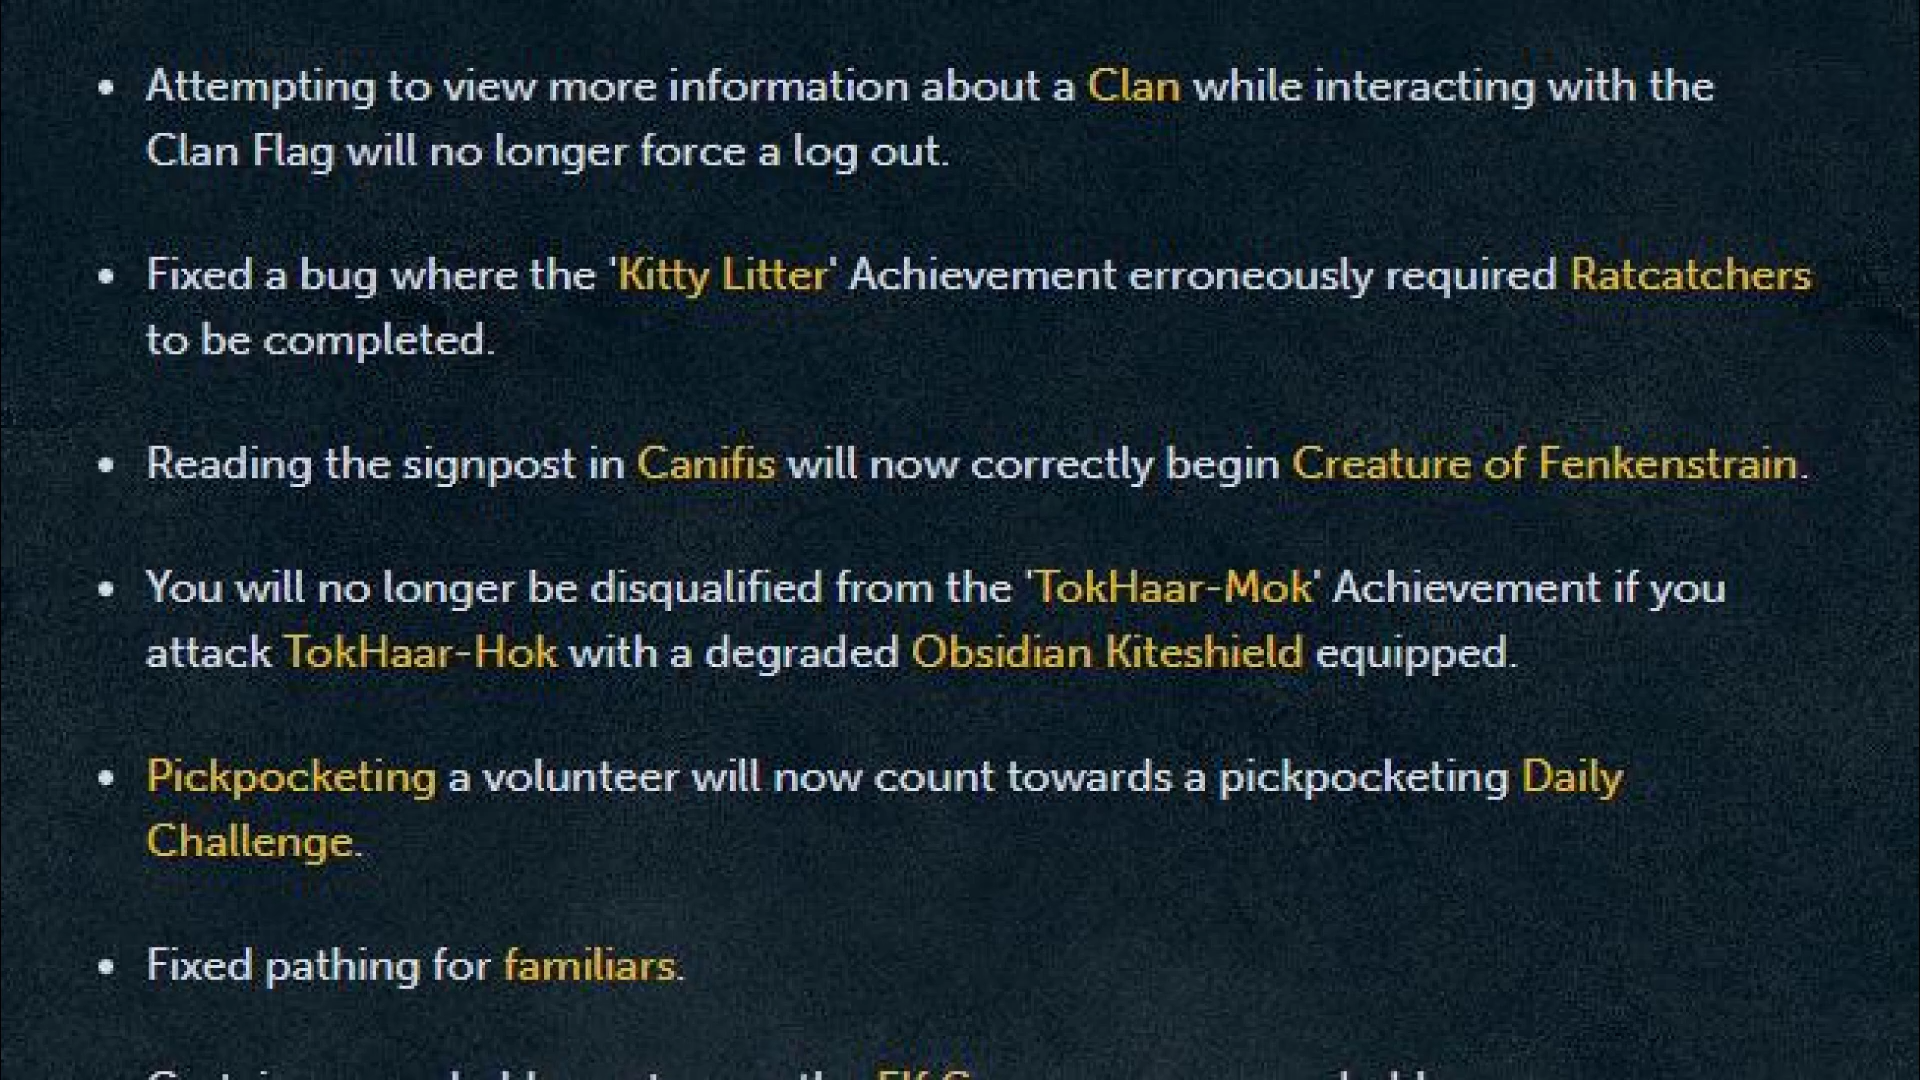 • Attempting to view more information about a Clan while interacting with the
Clan Flag will no longer force a log out.
• Fixed a bug where the 'Kitty Litter' Achievement erroneously required Ratcatchers
to be completed.
• Reading the signpost in Canifis will now correctly begin Creature of Fenkenstrain.
• You will no longer be disqualified from the 'TokHaar-Mok' Achievement if you
attack TokHaar-Hok with a degraded Obsidian Kiteshield equipped.
• Pickpocketing a volunteer will now count towards a pickpocketing Daily
Challenge.
• Fixed pathing for familiars.